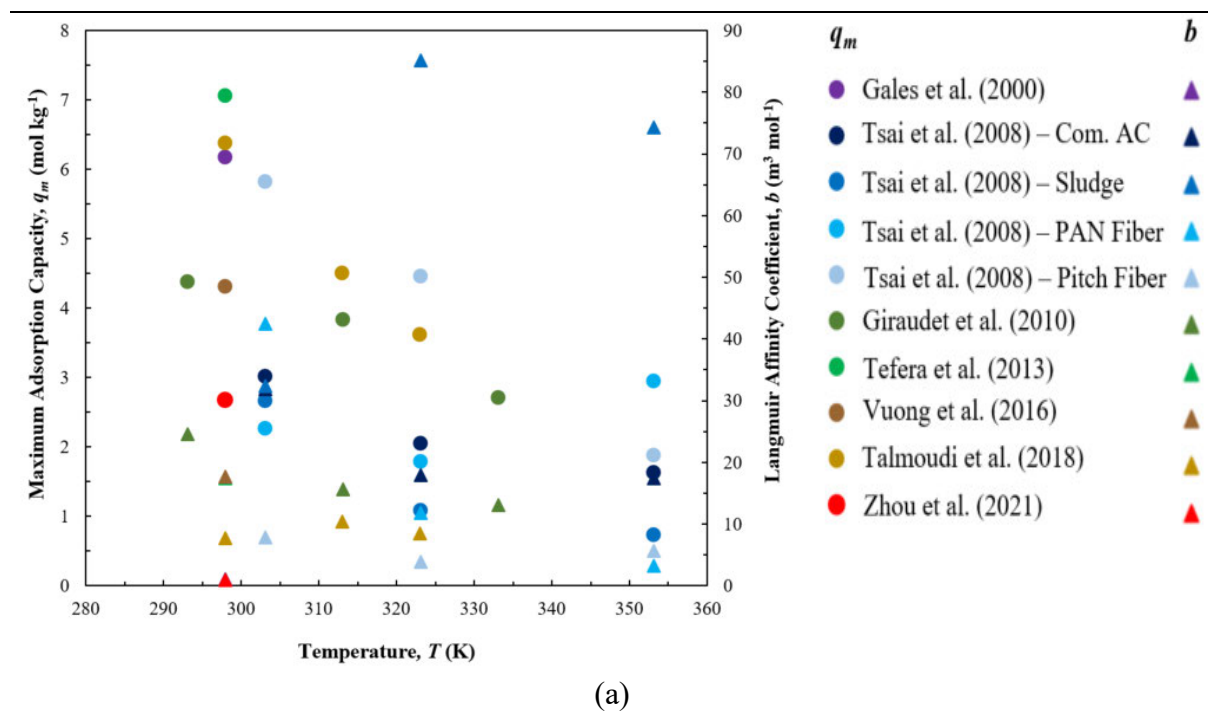 Maximum Adsorption Capacity, qm (mol kg-1)
8
7
6
5
4
3
2
1
0
280
290
300
310
320
330
340
350
360
Temperature, T (K)
90
80
70
60
50
40
30
20
10
0
Langmuir Affinity Coefficient, b (m³ mol-1)
qm b
Gales et al. (2000)
Tsai et al. (2008) – Com. AC
Tsai et al. (2008) – Sludge
Tsai et al. (2008) – PAN Fiber
Tsai et al. (2008) – Pitch Fiber
Giraudet et al. (2010)
Tefera et al. (2013)
Vuong et al. (2016)
Talmoudi et al. (2018)
Zhou et al. (2021)
(a)